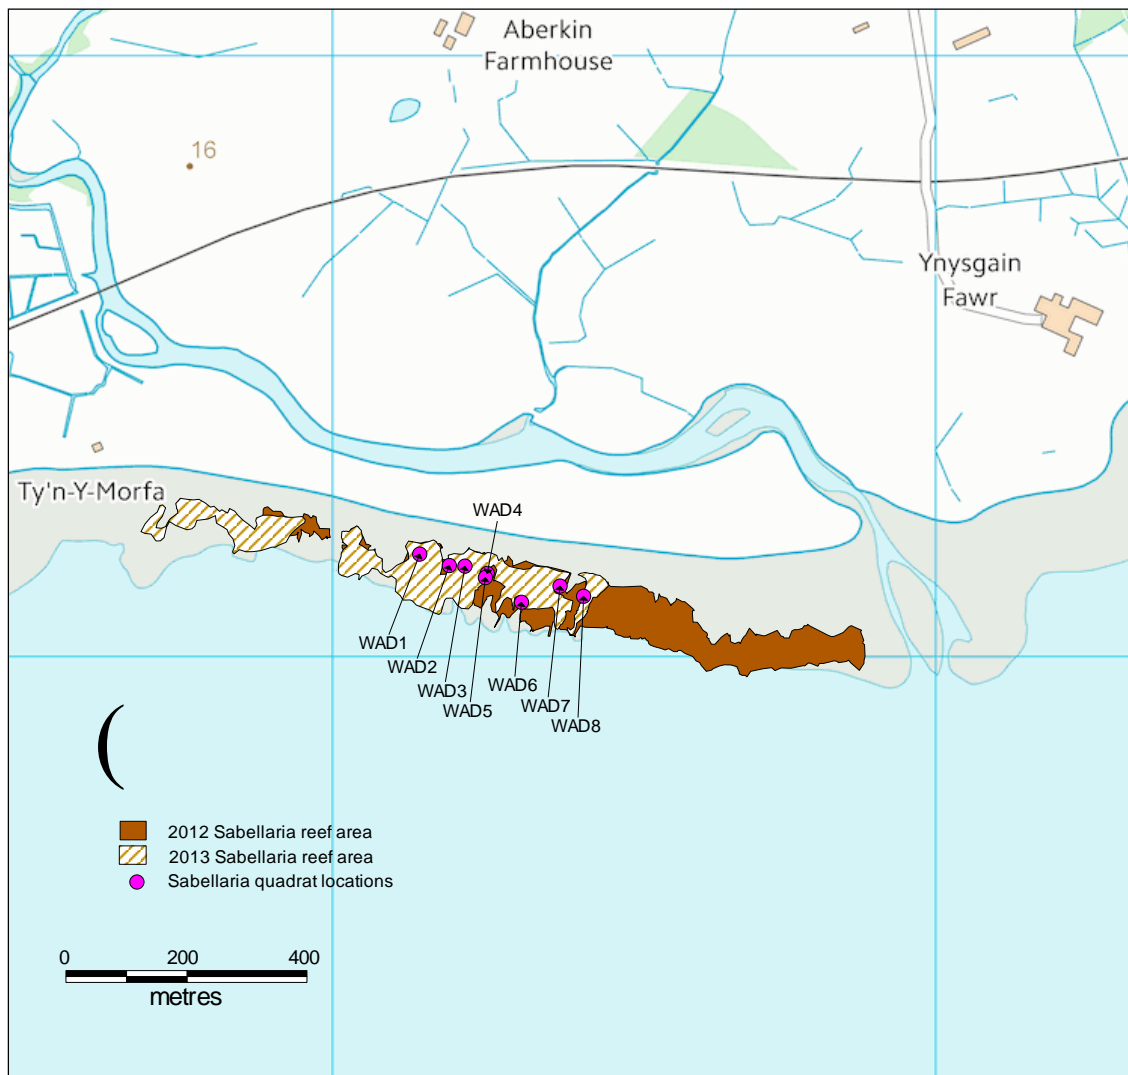 Aberkin
Farmhouse
16
Ynysgain
Fawr
Ty'n-Y-Morfa
WAD4
WAD1
WAD2
WAD3
WAD5
WAD6
WAD7
WAD8
(
2012 Sabellaria reef area
2013 Sabellaria reef area
Sabellaria quadrat locations
0 200 400
metres